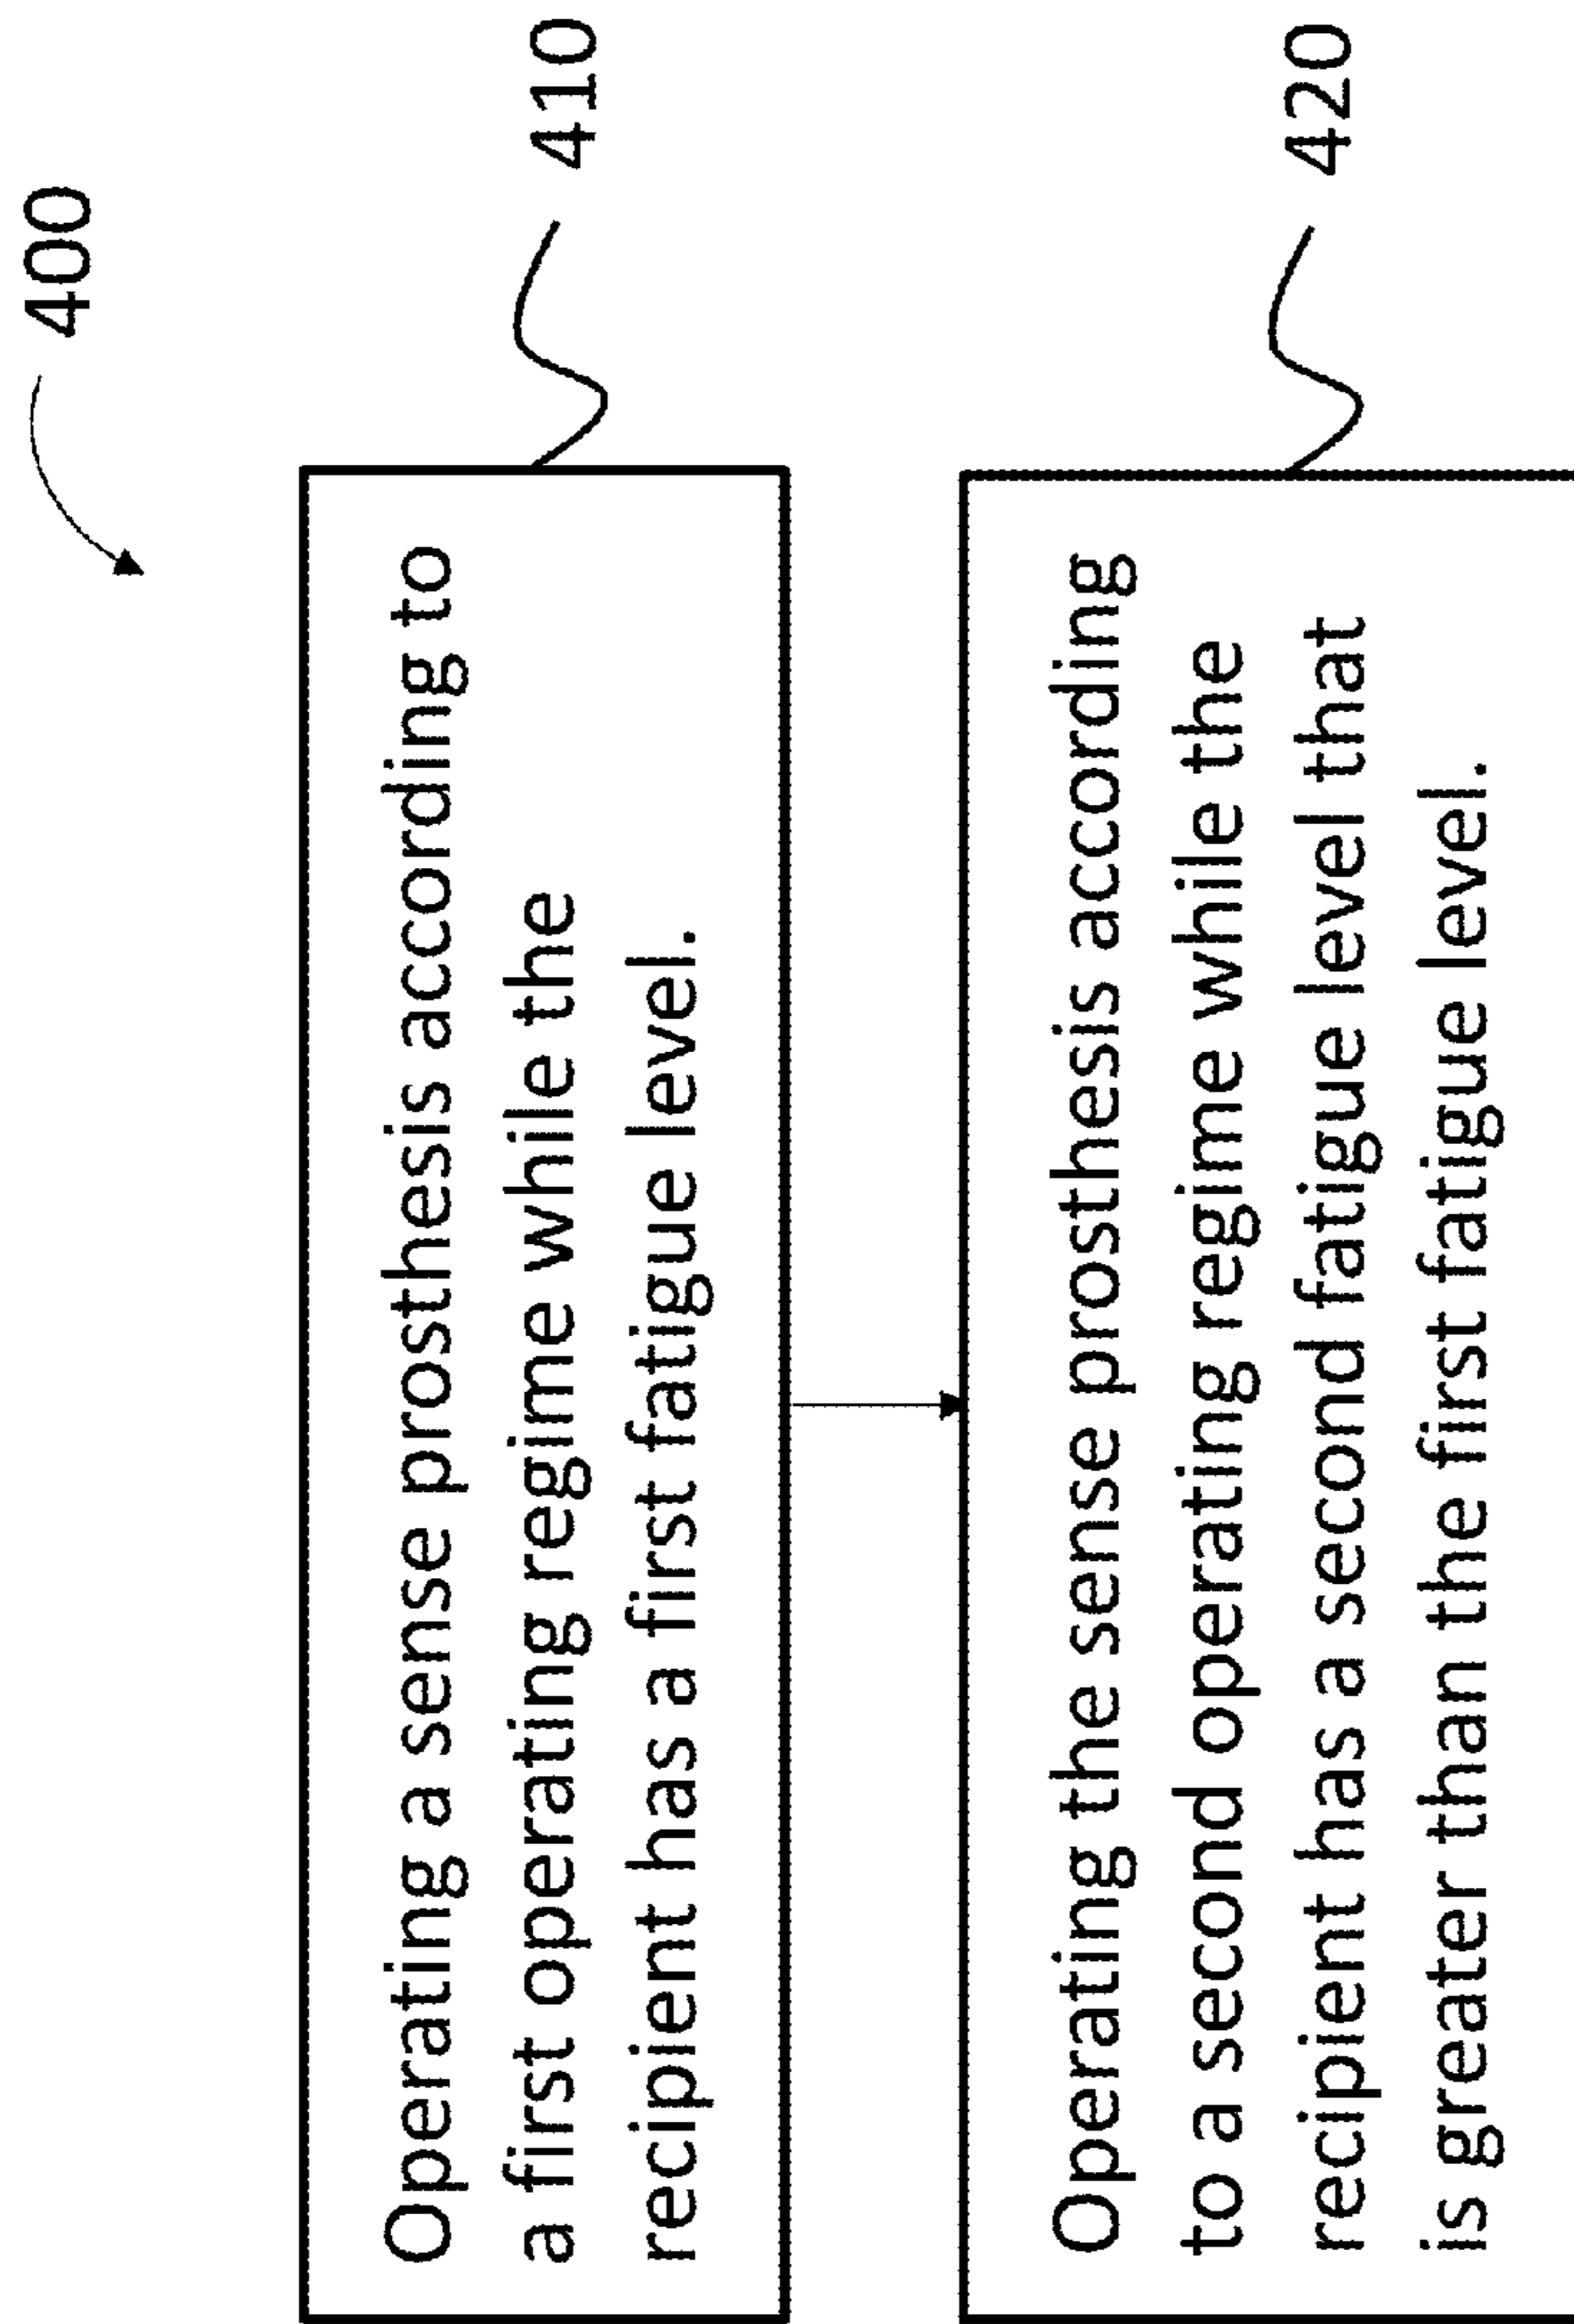 400
Operating a sense prosthesis according to
a first operating regime while the
recipient has a first fatigue level.
410
Operating the sense prosthesis according
to a second operating regime while the
recipient has a second fatigue level that
is greater than the first fatigue level.
420